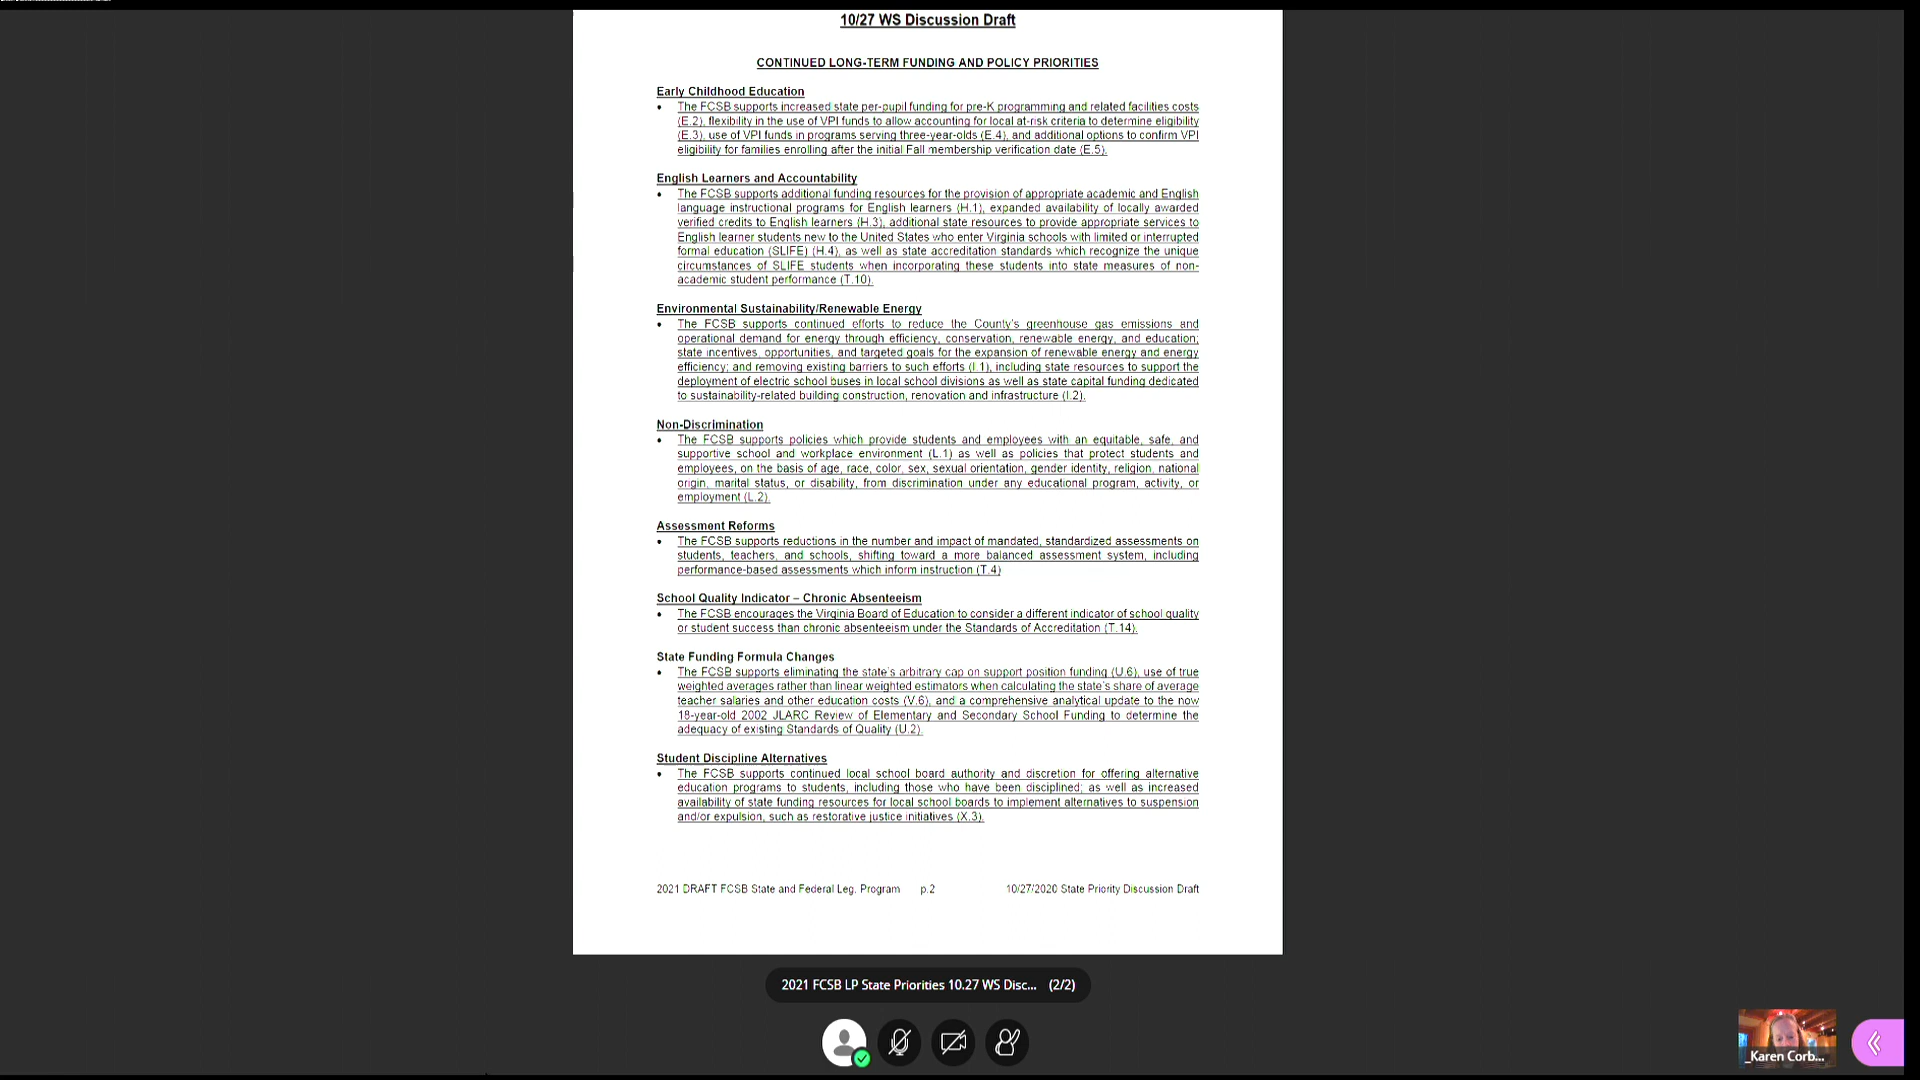 10/27 WS Discussion Draft
CONTINUED LONG-TERM FUNDING AND POLICY PRIORITIES
Early Childhood Education
• The FCSB supports increased state per-pupil funding for pre-K programming and related facilities costs
(E.2), flexibility in the use of VPI funds to allow accounting for local at-risk criteria to determine eligibility
(E.3), use of VPI funds in programs serving three-year-olds (E.4), and additional options to confirm VPI
eligibility for families enrolling after the initial Fall membership verification date (E.5).
English Learners and Accountability
• The FCSB supports additional funding resources for the provision of appropriate academic and English
language instructional programs for English learners (H.1), expanded availability of locally awarded
verified credits to English learners (H.3), additional state resources to provide appropriate services to
English learner students new to the United States who enter Virginia schools with limited or interrupted
formal education (SLIFE) (H.4), as well as state accreditation standards which recognize the unique
circumstances of SLIFE students when incorporating these students into state measures of non-
academic student performance (T.10).
Environmental Sustainability/Renewable Energy
• The FCSB supports continued efforts to reduce the County's greenhouse gas emissions and
operational demand for energy through efficiency, conservation, renewable energy, and education;
state incentives, opportunities, and targeted goals for the expansion of renewable energy and energy
efficiency; and removing existing barriers to such efforts (I.1), including state resources to support the
deployment of electric school buses in local school divisions as well as state capital funding dedicated
to sustainability-related building construction, renovation and infrastructure (I.2).
Non-Discrimination
• The FCSB supports policies which provide students and employees with an equitable, safe, and
supportive school and workplace environment (L.1) as well as policies that protect students and
employees, on the basis of age, race, color, sex, sexual orientation, gender identity, religion, national
origin, marital status, or disability, from discrimination under any educational program, activity, or
employment (L.2).
Assessment Reforms
• The FCSB supports reductions in the number and impact of mandated, standardized assessments on
students, teachers, and schools, shifting toward a more balanced assessment system, including
performance-based assessments which inform instruction (T.4)
School Quality Indicator – Chronic Absenteeism
• The FCSB encourages the Virginia Board of Education to consider a different indicator of school quality
or student success than chronic absenteeism under the Standards of Accreditation (T.14).
State Funding Formula Changes
• The FCSB supports eliminating the state's arbitrary cap on support position funding (U.6), use of true
weighted averages rather than linear weighted estimators when calculating the state's share of average
teacher salaries and other education costs (V.6), and a comprehensive analytical update to the now
18-year-old 2002 JLARC Review of Elementary and Secondary School Funding to determine the
adequacy of existing Standards of Quality (U.2).
Student Discipline Alternatives
• The FCSB supports continued local school board authority and discretion for offering alternative
education programs to students, including those who have been disciplined; as well as increased
availability of state funding resources for local school boards to implement alternatives to suspension
and/or expulsion, such as restorative justice initiatives (X.3).
2021 DRAFT FCSB State and Federal Leg. Program p.2 10/27/2020 State Priority Discussion Draft
2021 FCSB LP State Priorities 10.27 WS Disc... (2/2)
_Karen Corb...